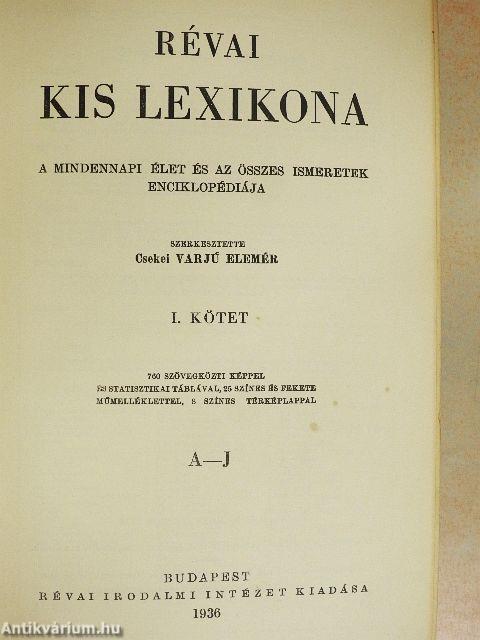 RÉVAI
KIS LEXIKONA
A MINDENNAPI ÉLET ÉS AZ ÖSSZES ISMERETEK
ENCIKLOPÉDIÁJA
SZERKESZTETTE
Csekei VARJÚ ELEMÉR
I. KÖTET
760 SZÖVEGKÖZTI KÉPPEL
ÉS STATISZTIKAI TÁBLÁVAL, 25 SZÍNES ÉS FEKETE
MŰMELLÉKLETTEL, 8 SZÍNES TÉRKÉPLAPPAL
A—J
BUDAPEST
RÉVAI IRODALMI INTÉZET KIADÁSA
1936
Antikvárium.hu